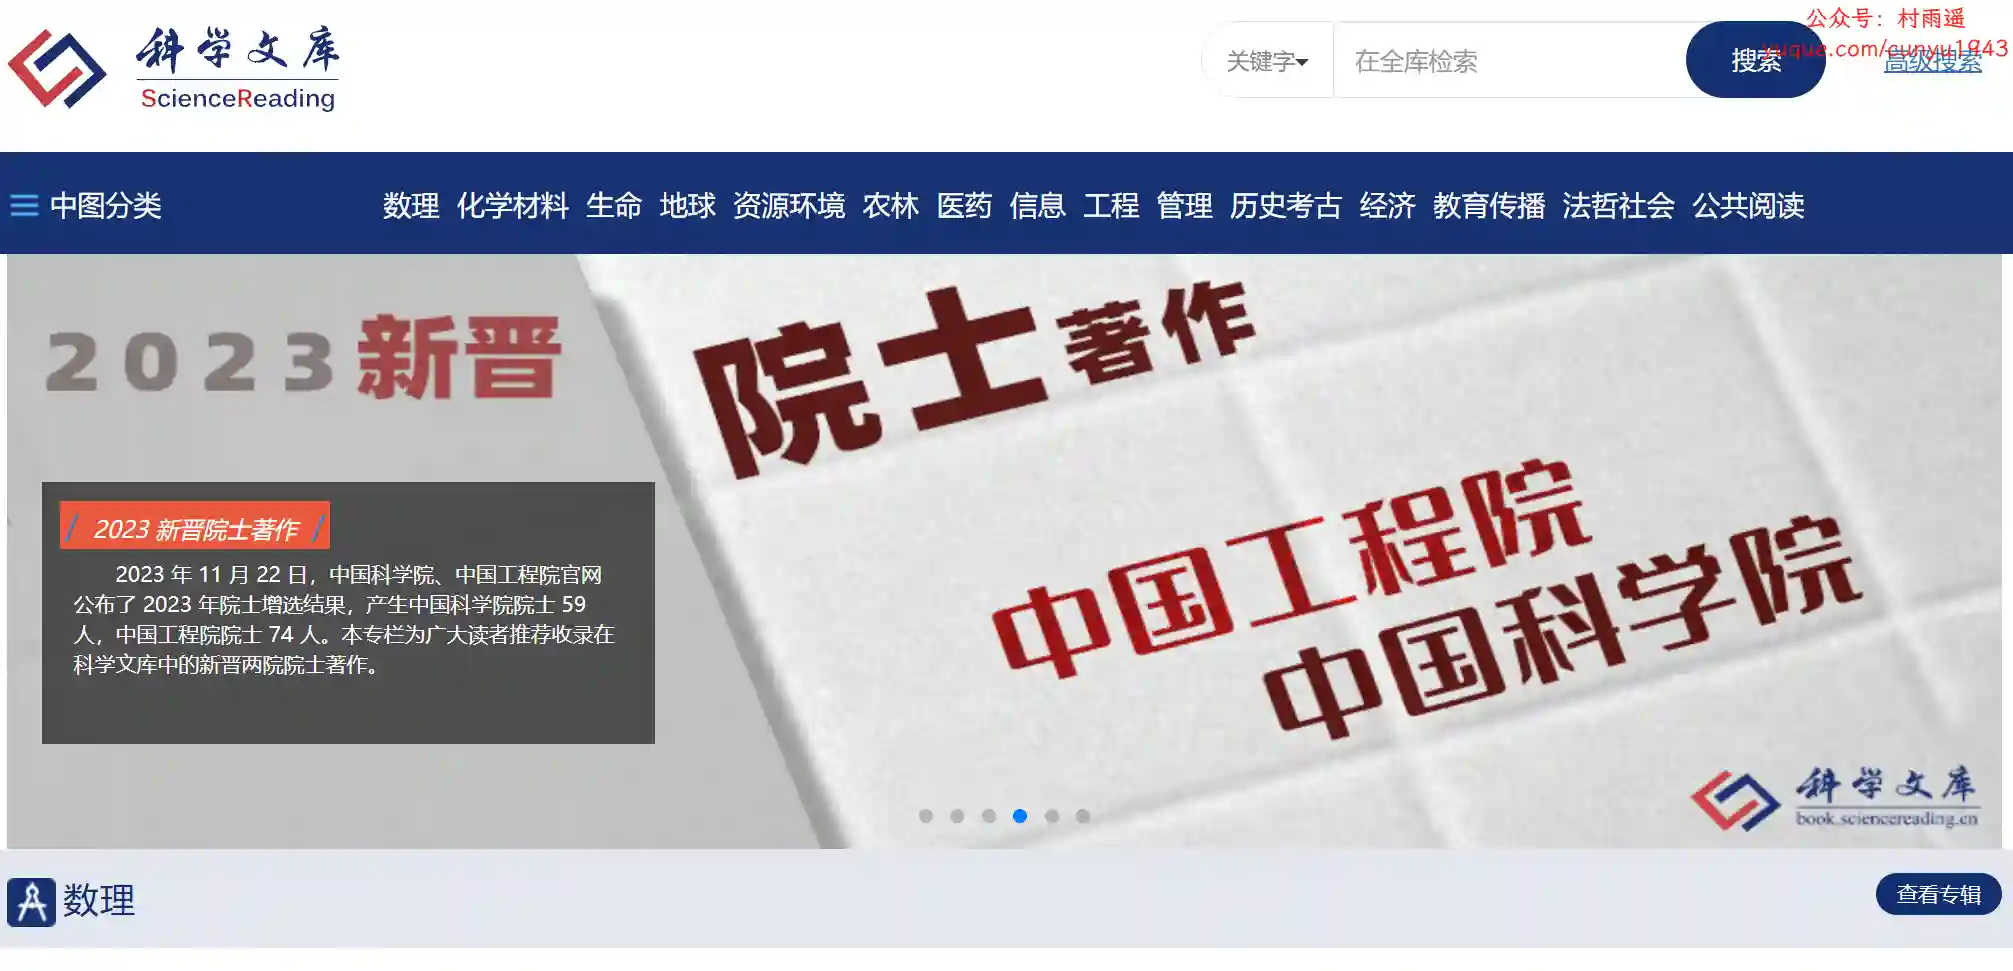 科学文库
ScienceReading
关键字
在全库检索
搜索
高级搜索
公众号：村雨遥
yuque.com/cunyu1943
中图分类
数理 化学材料 生命 地球 资源环境 农林 医药 信息 工程 管理 历史考古 经济 教育传播 法哲社会 公共阅读
2023新晋
院士著作
中国工程院
中国科学院
2023 新晋院士著作
2023 年 11 月 22 日，中国科学院、中国工程院官网
公布了 2023 年院士增选结果，产生中国科学院院士 59
人，中国工程院院士 74 人。本专栏为广大读者推荐收录在
科学文库中的新晋两院院士著作。
科学文库
book.sciencereading.cn
数理
查看专辑